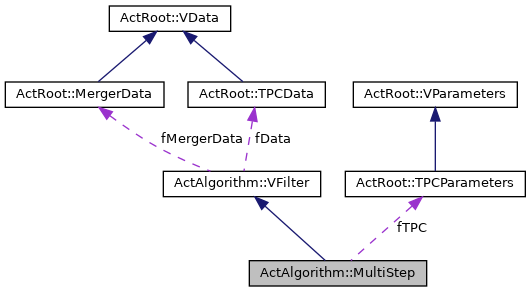 ActRoot::VData
ActRoot::MergerData
ActRoot::TPCData
ActRoot::VParameters
fMergerData
fData
ActAlgorithm::VFilter
ActRoot::TPCParameters
fTPC
ActAlgorithm::MultiStep